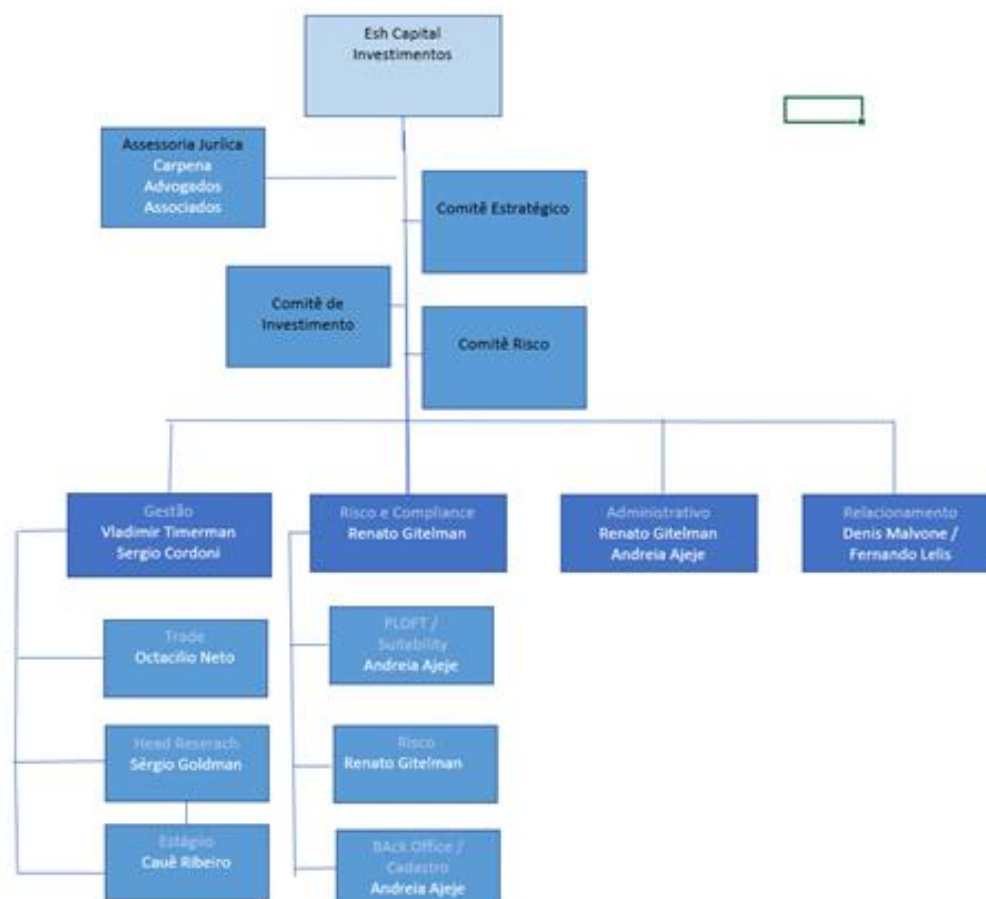 Esh Capital
Investimentos
Assessoria Jurlica
Carpena
Advogados
Associados
Comitê Estratégico
Comitê de
Investimento
Comitê Risco
Gestão
Vladimir Timerman
Sergio Cordoni
Risco e Compliance
Renato Gitelman
Administrativo
Renato Gitelman
Andreia Ajeje
Relacionamento
Denis Malvone /
Fernando Lelis
Trade
Octacilio Neto
Head Reserach
Sérgio Goldman
Estágio
Cauê Ribeiro
PLDFT /
Suitebility
Andreia Ajeje
Risco
Renato Gitelman
BAck Office /
Cadastro
Andreia Ajeje